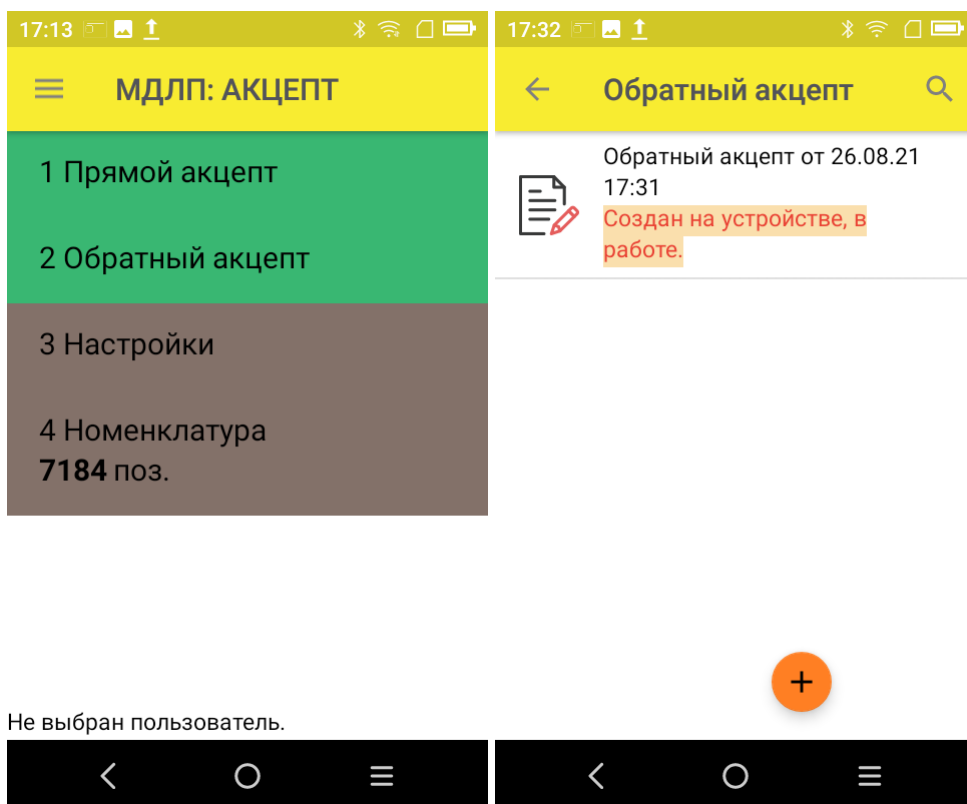 17:13
МДЛП: АКЦЕПТ
1 Прямой акцепт
2 Обратный акцепт
3 Настройки
4 Номенклатура
7184 поз.
Не выбран пользователь.
17:32
Обратный акцепт
Обратный акцепт от 26.08.21
17:31
Создан на устройстве, в
работе.
+